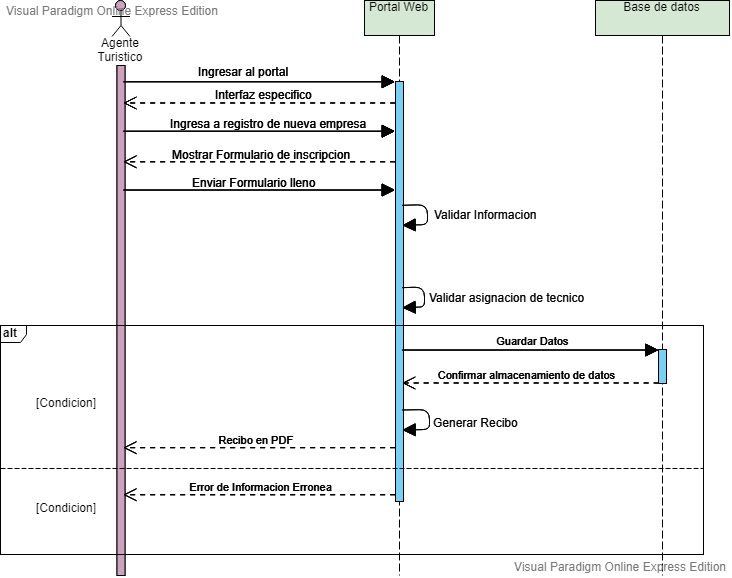 Visual Paradigm Online Express Edition
Portal Web
Base de datos
Agente
Turistico
Ingresar al portal
Interfaz especifico
Ingresa a registro de nueva empresa
Mostrar Formulario de inscripcion
Enviar Formulario lleno
Validar Informacion
Validar asignacion de tecnico
alt
Guardar Datos
Confirmar almacenamiento de datos
[Condicion]
Generar Recibo
Recibo en PDF
Error de Informacion Erronea
[Condicion]
Visual Paradigm Online Express Edition